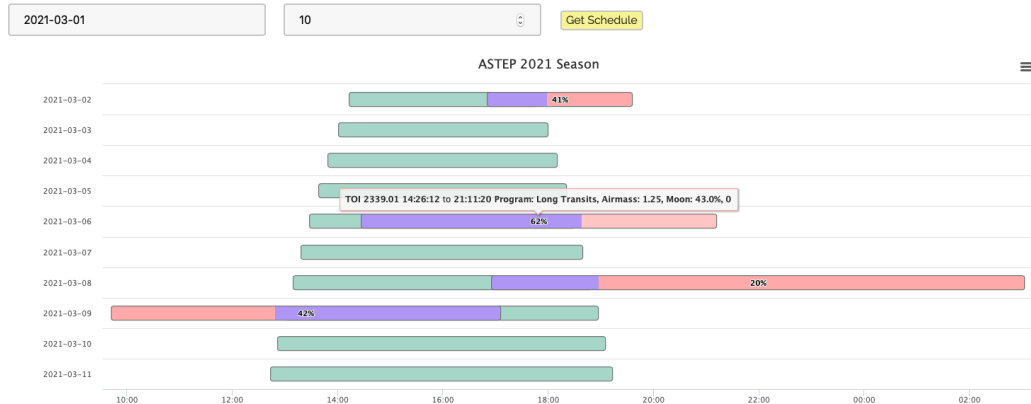 2021-03-01 10 Get Schedule
ASTEP 2021 Season
2021-03-02 41%
2021-03-03
2021-03-04
2021-03-05
TOI 2339.01 14:26:12 to 21:11:20 Program: Long Transits, Airmass: 1.25, Moon: 43.0%, 0
2021-03-06 62%
2021-03-07
2021-03-08 20%
2021-03-09 42%
2021-03-10
2021-03-11
10:00 12:00 14:00 16:00 18:00 20:00 22:00 00:00 02:00